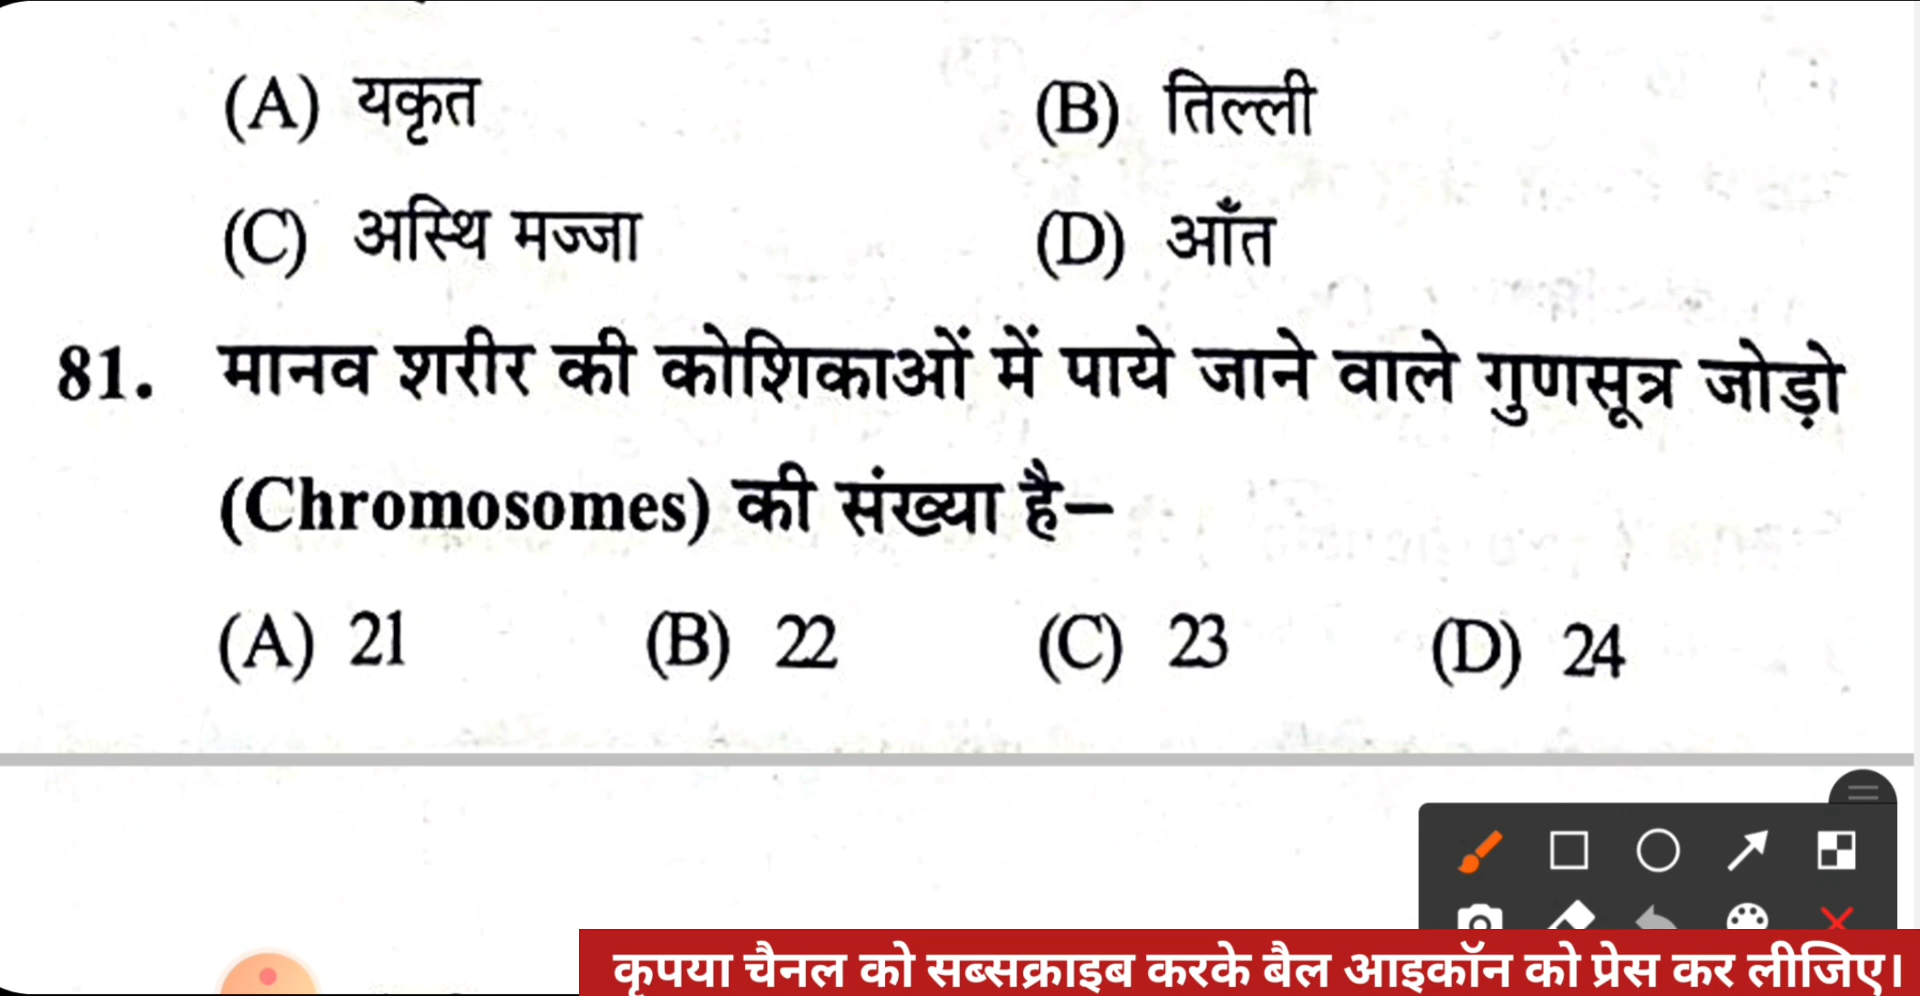 (A) यकृत (B) तिल्ली
(C) अस्थि मज्जा (D) आँत
81. मानव शरीर की कोशिकाओं में पाये जाने वाले गुणसूत्र जोड़ो
(Chromosomes) की संख्या है–
(A) 21 (B) 22 (C) 23 (D) 24
कृपया चैनल को सब्सक्राइब करके बैल आइकॉन को प्रेस कर लीजिए।